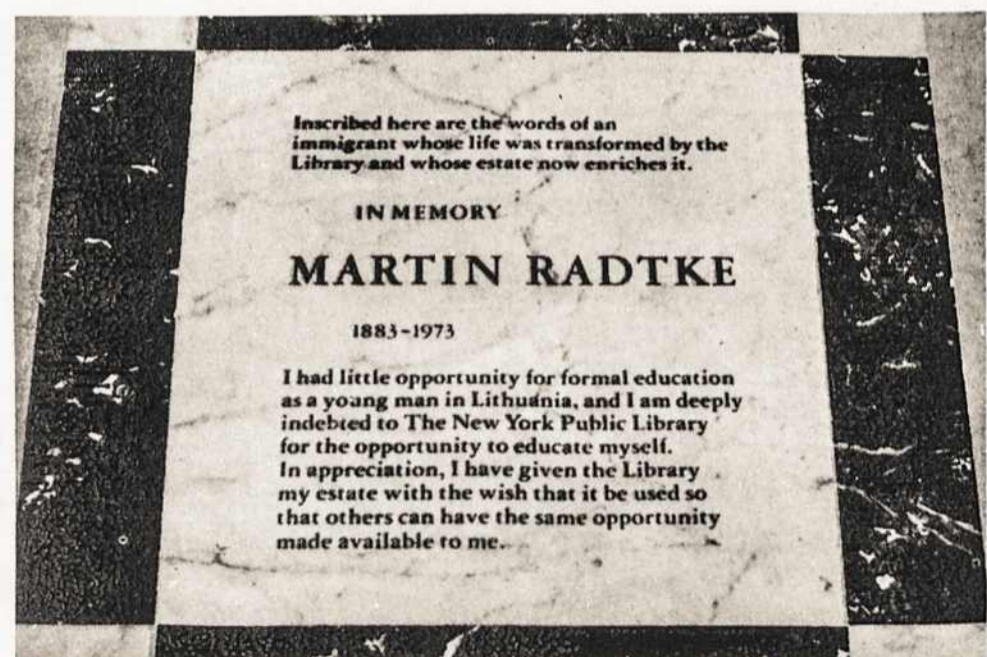 Inscribed here are the words of an
immigrant whose life was transformed by the
Library and whose estate now enriches it.
IN MEMORY
MARTIN RADTKE
1883-1973
I had little opportunity for formal education
as a young man in Lithuania, and I am deeply
indebted to The New York Public Library
for the opportunity to educate myself.
In appreciation, I have given the Library
my estate with the wish that it be used so
that others can have the same opportunity
made available to me.